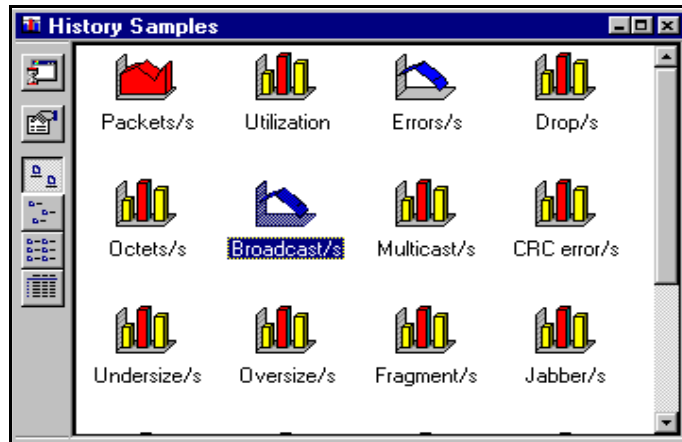 History Samples
Packets/s Utilization Errors/s Drop/s
Octets/s Broadcast/s Multicast/s CRC error/s
Undersize/s Oversize/s Fragment/s Jabber/s